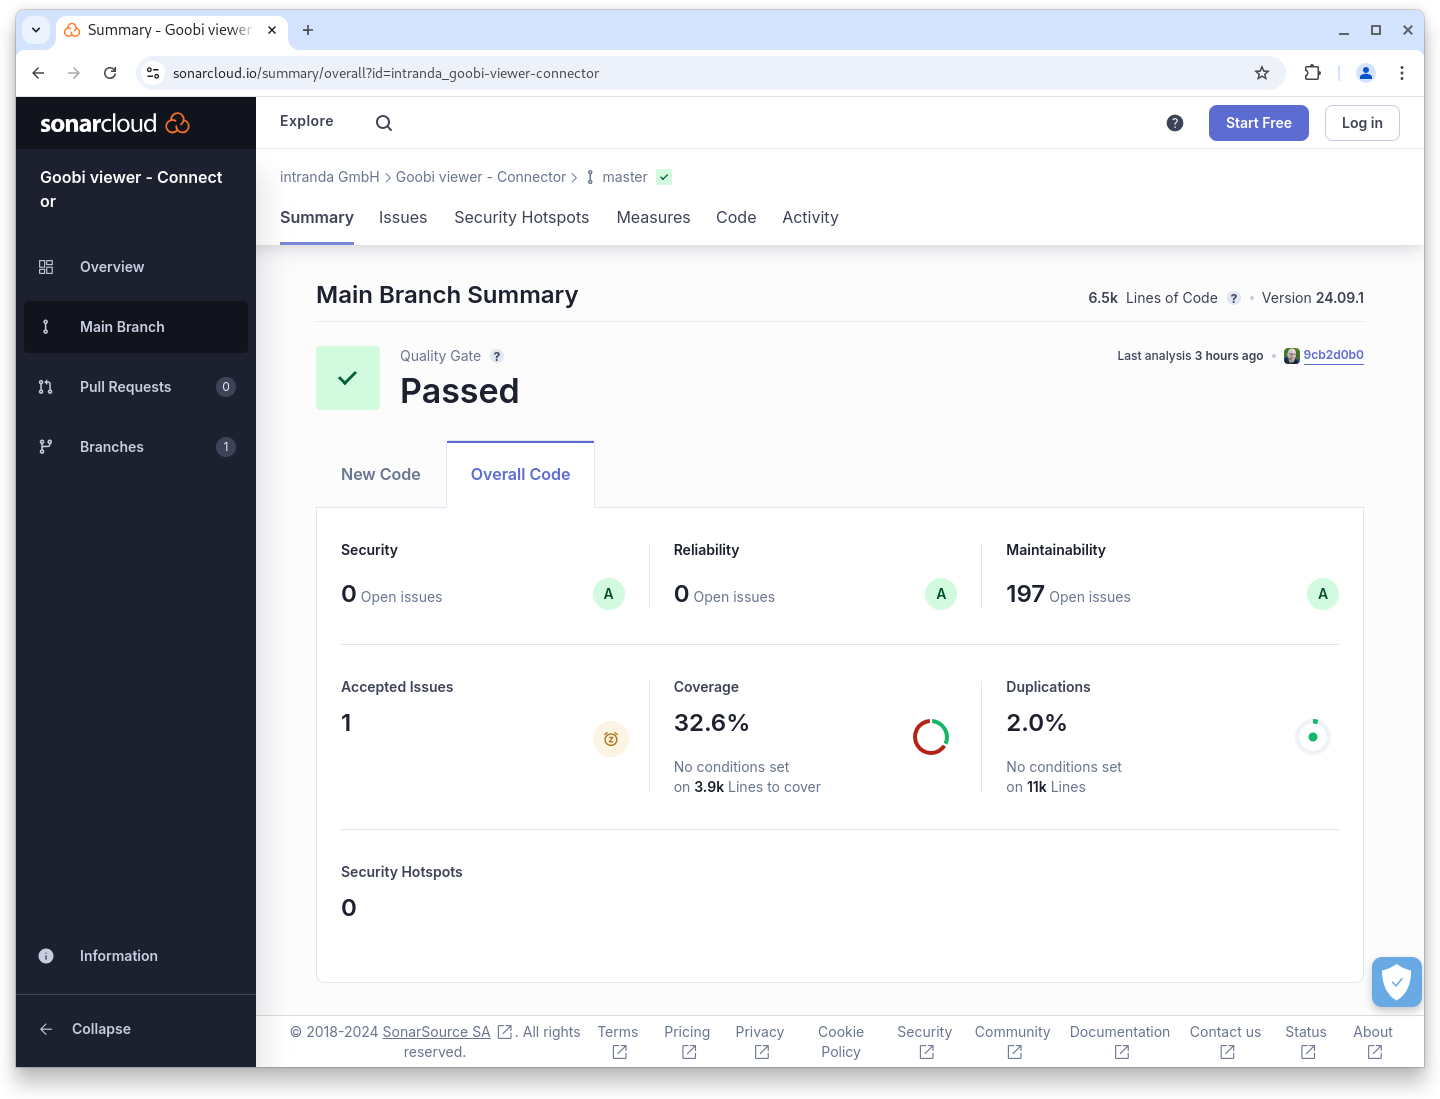 Summary - Goobi viewer
sonarcloud.io/summary/overall?id=intranda_goobi-viewer-connector
sonarcloud
Explore
Start Free
Log in
Goobi viewer - Connect
or
intranda GmbH
Goobi viewer - Connector
master
Summary
Issues
Security Hotspots
Measures
Code
Activity
Overview
Main Branch
Pull Requests
0
Branches
1
Information
Collapse
Main Branch Summary
6.5k Lines of Code ? • Version 24.09.1
Quality Gate ?
Passed
Last analysis 3 hours ago • 9cb2d0b0
New Code
Overall Code
Security
0 Open issues
A
Reliability
0 Open issues
A
Maintainability
197 Open issues
A
Accepted Issues
1
Coverage
32.6%
No conditions set
on 3.9k Lines to cover
Duplications
2.0%
No conditions set
on 11k Lines
Security Hotspots
0
© 2018-2024 SonarSource SA . All rights
reserved.
Terms
Pricing
Privacy
Cookie
Policy
Security
Community
Documentation
Contact us
Status
About